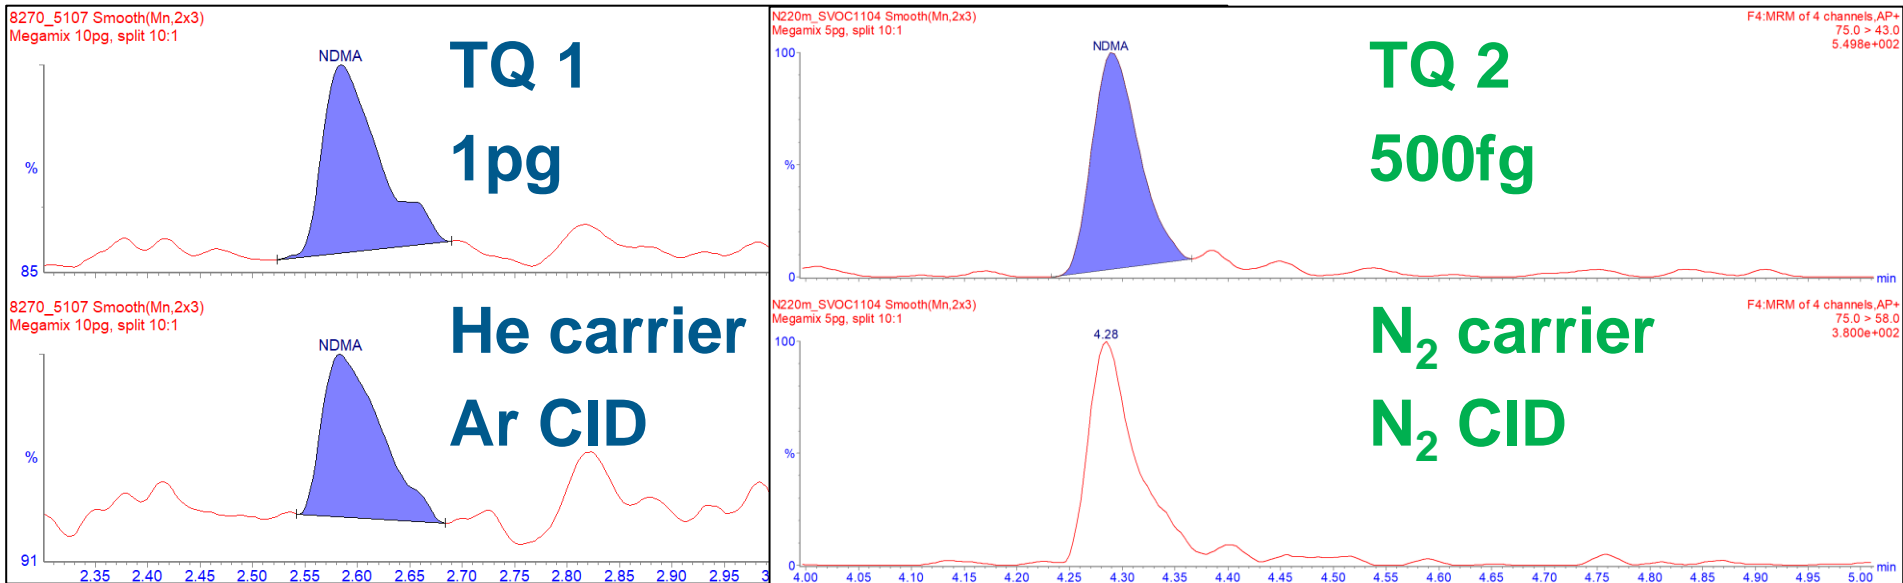 8270_5107 Smooth(Mn,2x3)
Megamix 10pg, split 10:1
NDMA
TQ 1
1pg
%
85
8270_5107 Smooth(Mn,2x3)
Megamix 10pg, split 10:1
NDMA
He carrier
Ar CID
%
91
2.35 2.40 2.45 2.50 2.55 2.60 2.65 2.70 2.75 2.80 2.85 2.90 2.95 3
N220m_SVOC1104 Smooth(Mn,2x3)
Megamix 5pg, split 10:1
F4:MRM of 4 channels,AP+
75.0 > 43.0
5.498e+002
100
NDMA
TQ 2
500fg
%
0
min
N220m_SVOC1104 Smooth(Mn,2x3)
Megamix 5pg, split 10:1
F4:MRM of 4 channels,AP+
75.0 > 58.0
3.800e+002
100
4.28
N₂ carrier
N₂ CID
%
0
min
4.00 4.05 4.10 4.15 4.20 4.25 4.30 4.35 4.40 4.45 4.50 4.55 4.60 4.65 4.70 4.75 4.80 4.85 4.90 4.95 5.00